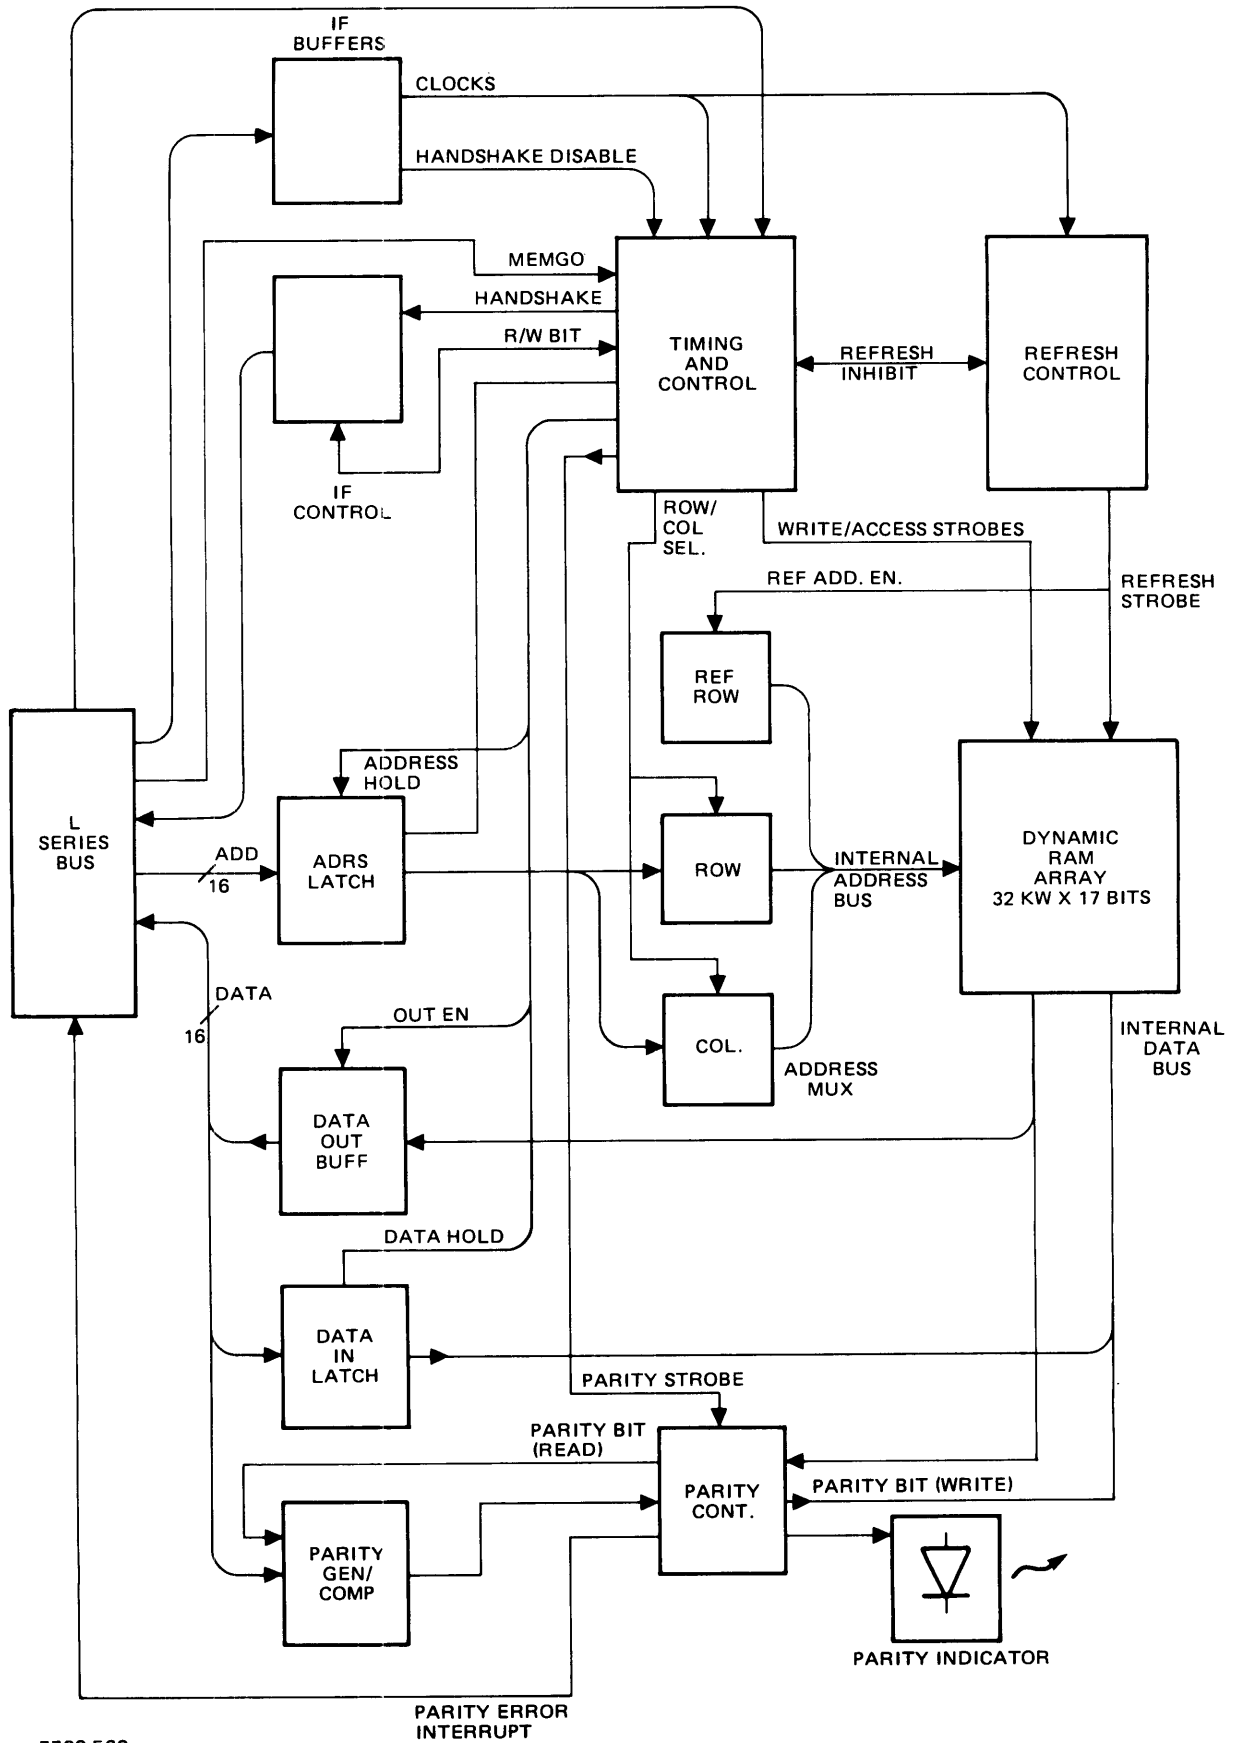 IF
BUFFERS
CLOCKS
HANDSHAKE DISABLE
MEMGO
HANDSHAKE
R/W BIT
TIMING
AND
CONTROL
REFRESH
INHIBIT
REFRESH
CONTROL
IF
CONTROL
ROW/
COL
SEL.
WRITE/ACCESS STROBES
REF ADD. EN.
REFRESH
STROBE
REF
ROW
ADDRESS
HOLD
L
SERIES
BUS
ADD
16
ADRS
LATCH
ROW
INTERNAL
ADDRESS
BUS
DYNAMIC
RAM
ARRAY
32 KW X 17 BITS
DATA
16
OUT EN
COL.
ADDRESS
MUX
INTERNAL
DATA
BUS
DATA
OUT
BUFF
DATA HOLD
DATA
IN
LATCH
PARITY STROBE
PARITY BIT
(READ)
PARITY
CONT.
PARITY BIT (WRITE)
PARITY
GEN/
COMP
PARITY INDICATOR
PARITY ERROR
INTERRUPT